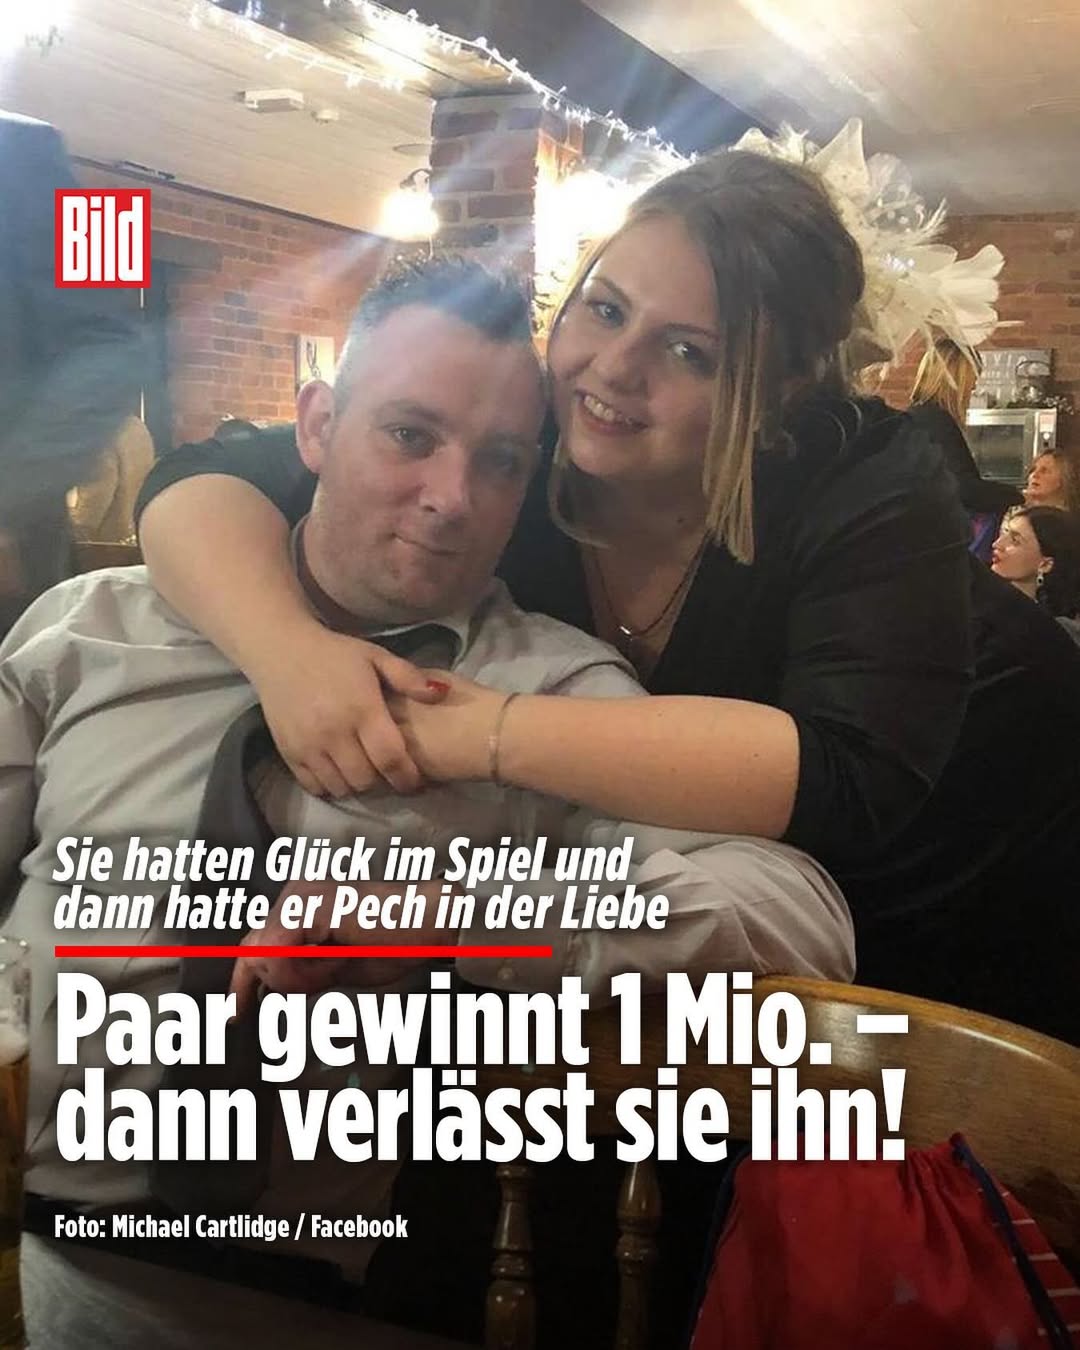 Bild
Sie hatten Glück im Spiel und
dann hatte er Pech in der Liebe
Paar gewinnt 1 Mio. –
dann verlässt sie ihn!
Foto: Michael Cartlidge / Facebook